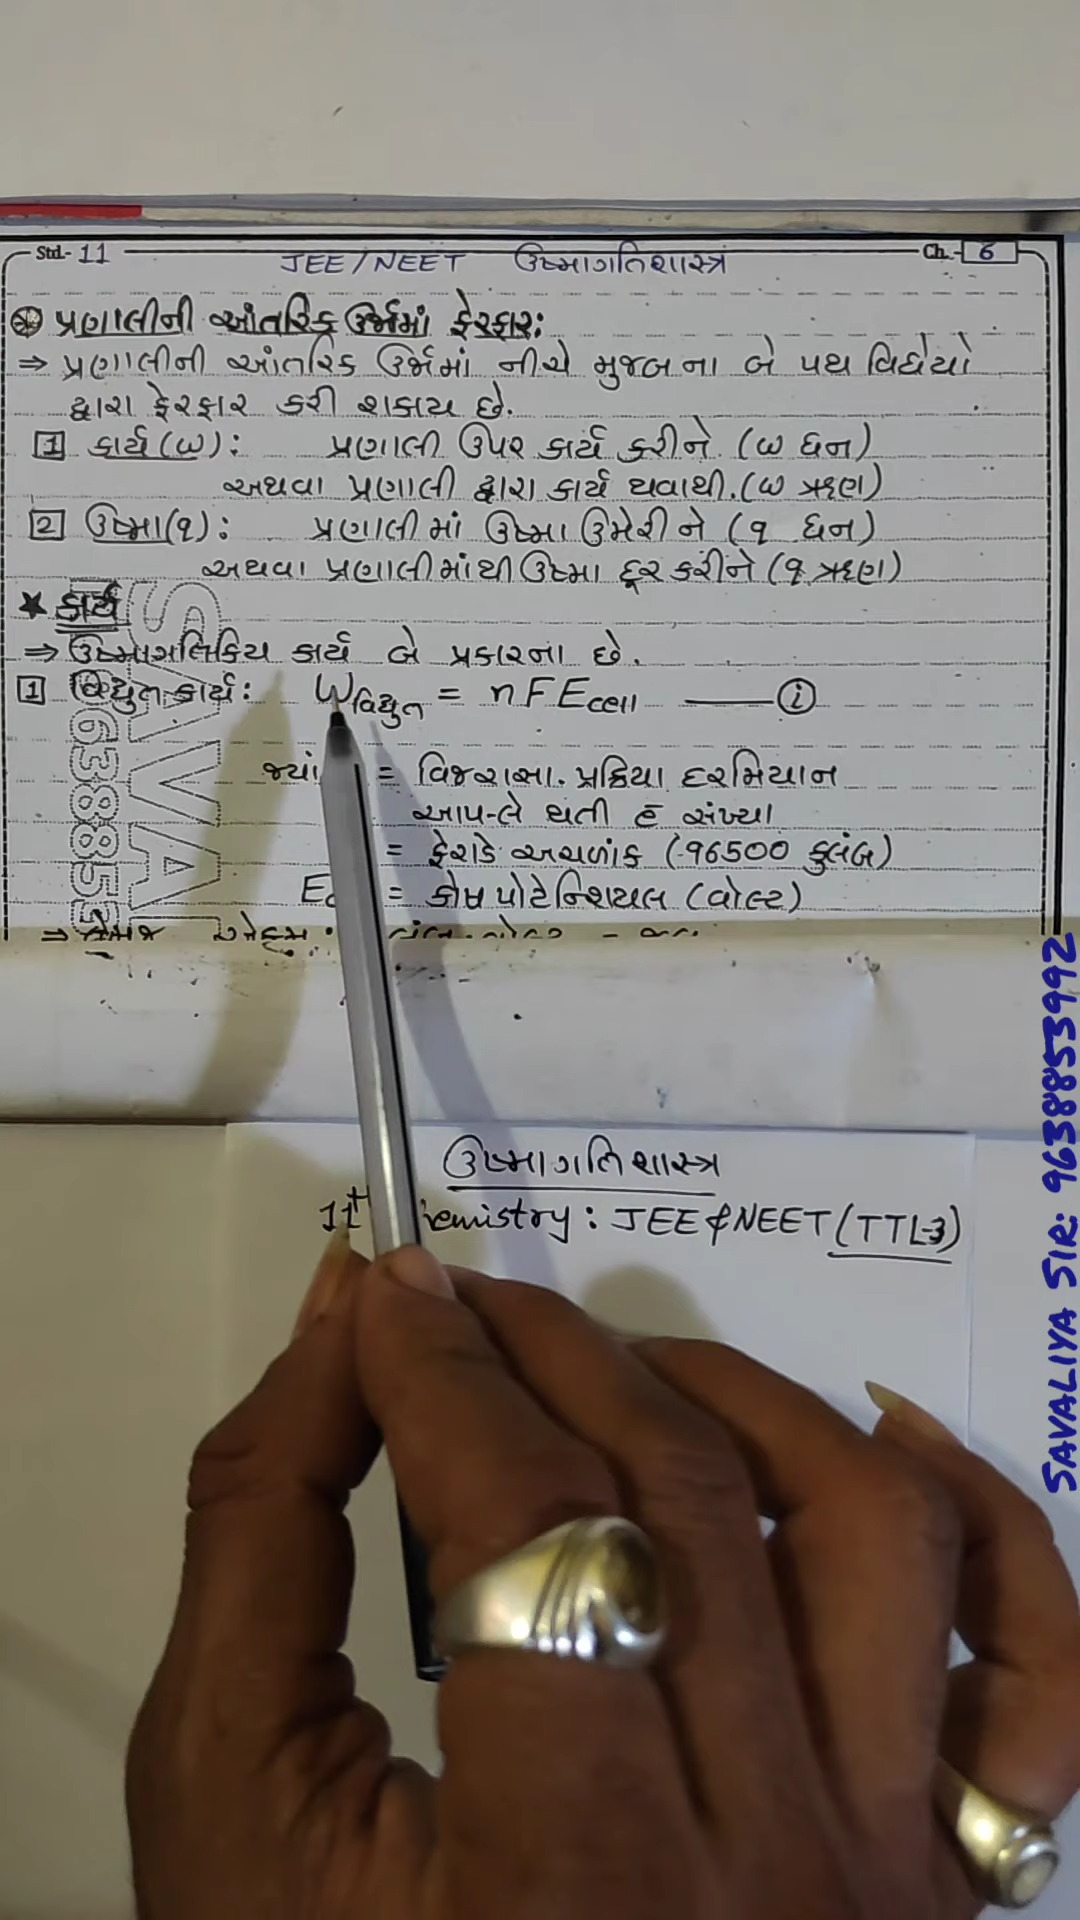 Std.- 11
JEE/NEET ઉષ્માગતિશાસ્ત્ર
Ch.- 6
પ્રણાલીની આંતરિક ઉર્જામાં ફેરફાર:
⇒ પ્રણાલીની આંતરિક ઉર્જામાં નીચે મુજબના બે પથ વિધેયો
દ્વારા ફેરફાર કરી શકાય છે.
1 કાર્ય (w): પ્રણાલી ઉપર કાર્ય કરીને (w ધન)
અથવા પ્રણાલી દ્વારા કાર્ય થવાથી. (w ઋણ)
2 ઉષ્મા (q): પ્રણાલીમાં ઉષ્મા ઉમેરીને (q ધન)
અથવા પ્રણાલીમાંથી ઉષ્મા દૂર કરીને (q ઋણ)
★ કાર્ય
⇒ ઉષ્માગતિકિય કાર્ય બે પ્રકારના છે.
1 વિદ્યુતકાર્ય: Wવિદ્યુત = nFEcell —— (i)
જ્યાં = વિજરાસા. પ્રક્રિયા દરમિયાન
આપ-લે થતી ē સંખ્યા
= ફેરાડે અચળાંક (96500 કુલંબ)
= કોષ પોટેન્શિયલ (વોલ્ટ)
ઉષ્માગતિશાસ્ત્ર
11th Chemistry: JEE & NEET (TTL-3)
SAVALIYA SIR: 9638853992